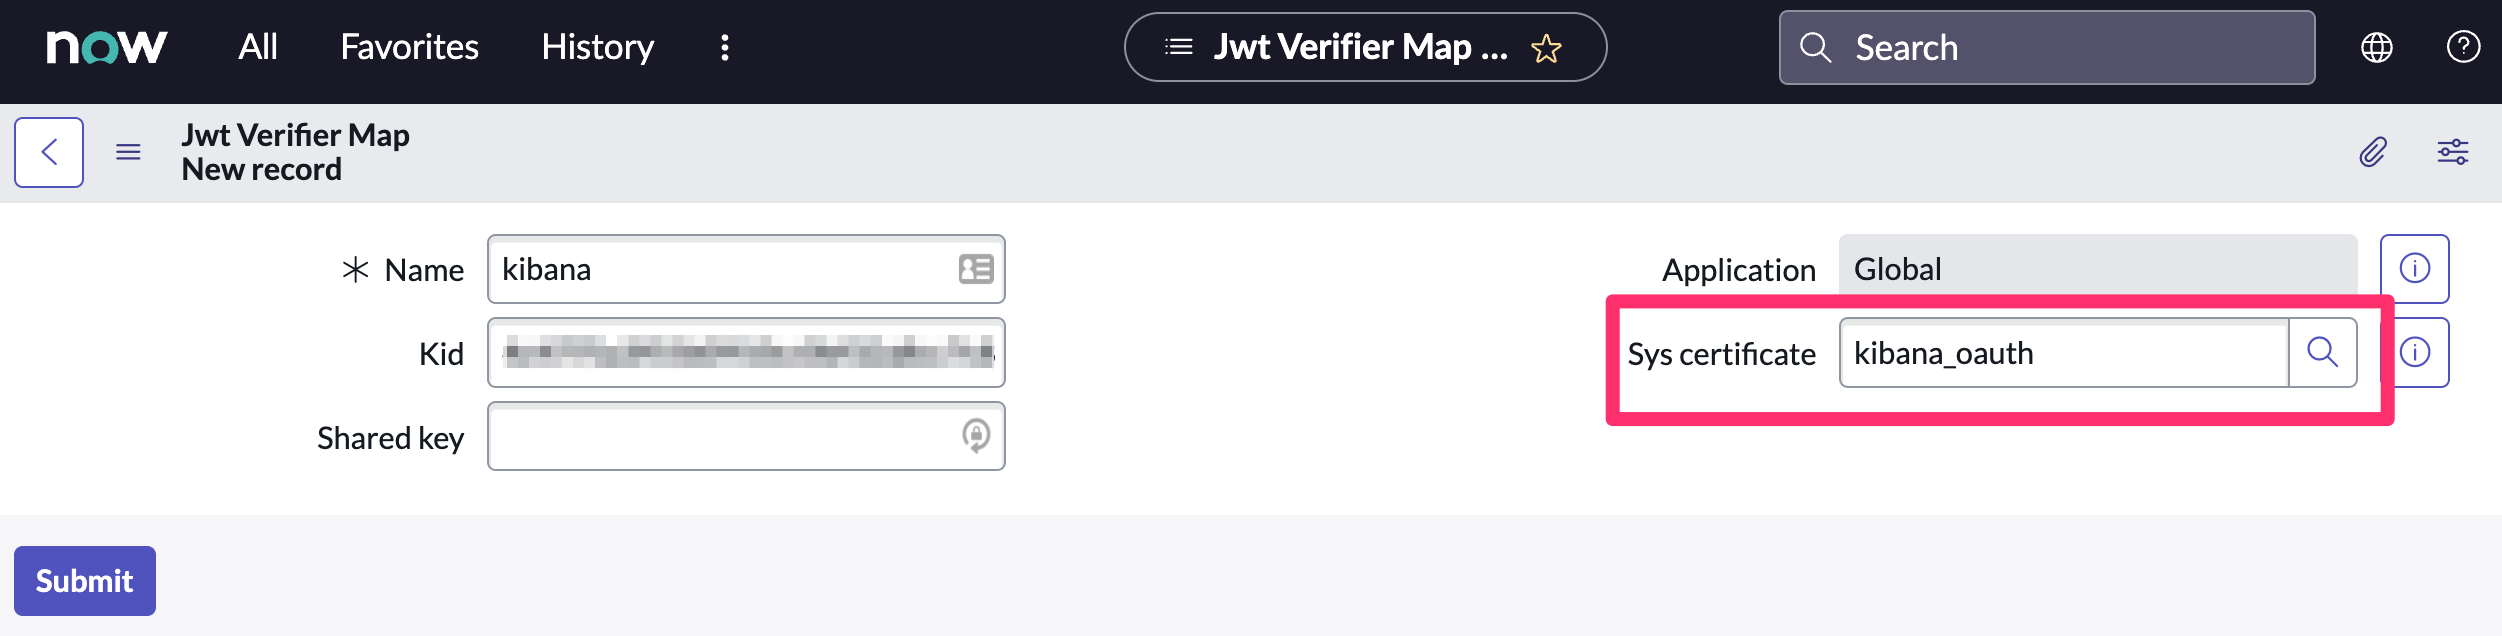 now All Favorites History Jwt Verifier Map ... Search
Jwt Verifier Map
New record
Name kibana Application Global
Kid Sys certificate kibana_oauth
Shared key
Submit